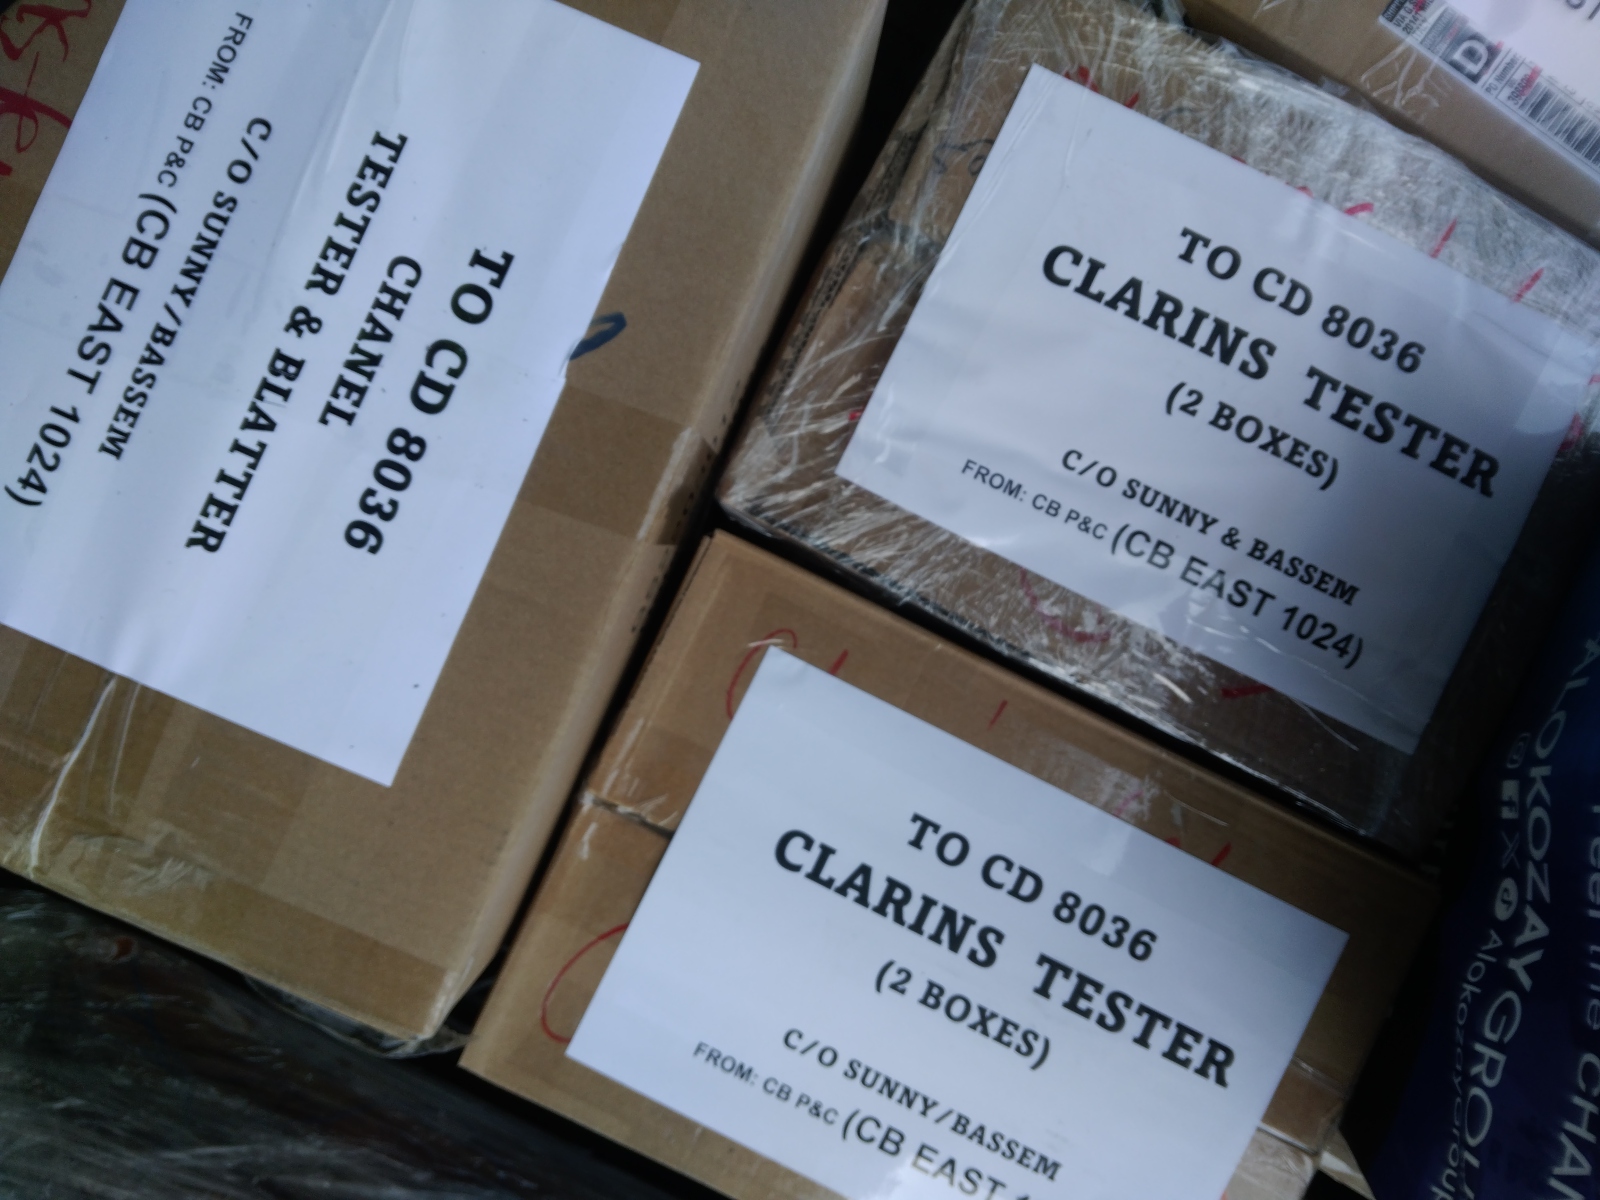 TO CD 8036
CHANEL
TESTER & BLATTER
C/O SUNNY/BASSEM
FROM: CB P&C (CB EAST 1024)
TO CD 8036
CLARINS TESTER
(2 BOXES)
C/O SUNNY & BASSEM
FROM: CB P&C (CB EAST 1024)
TO CD 8036
CLARINS TESTER
(2 BOXES)
C/O SUNNY/BASSEM
FROM: CB P&C (CB EAST
D
ALOKOZAYGROU